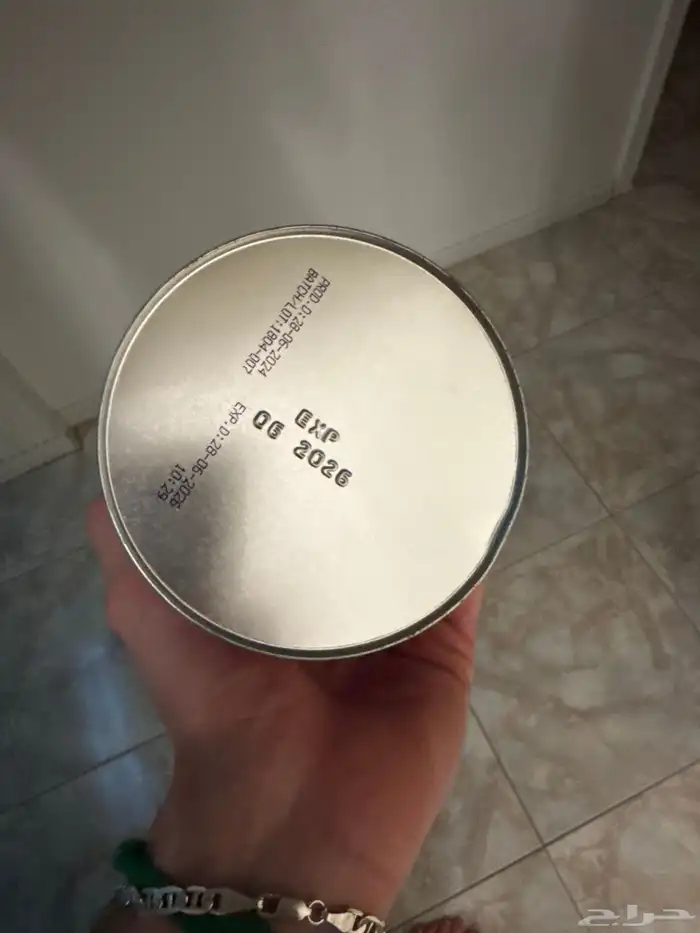 PROD.D:28-06-2024
BATCH/LOT:1804-007
EXP.D:28-06-2026
10:29
EXP
06 2026
حراج